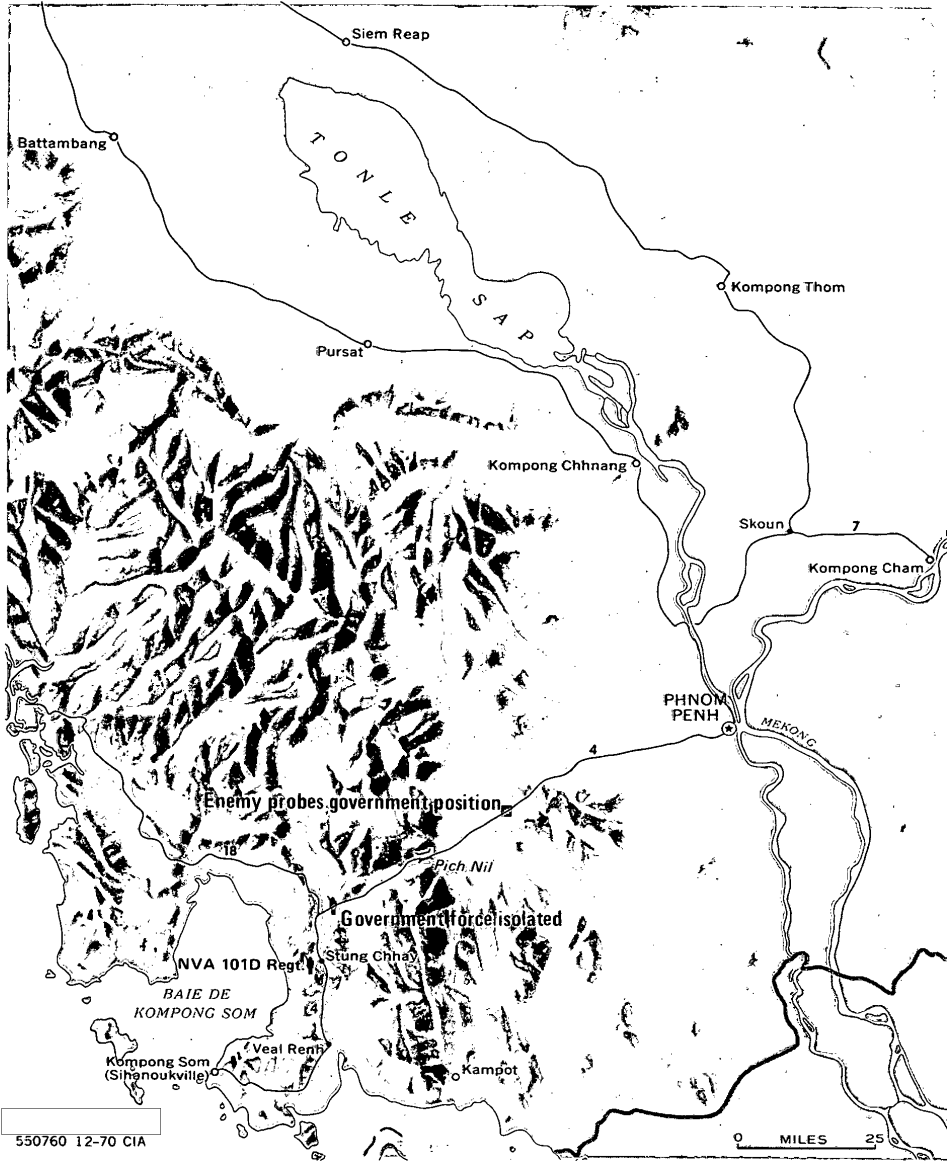 Siem Reap
Battambang
TONLE SAP
Kompong Thom
Pursat
Kompong Chhnang
Skoun
7
Kompong Cham
PHNOM
PENH
MEKONG
4
Enemy probes government position
18
Pich Nil
Government force isolated
Stung Chhay
NVA 101D Regt.
BAIE DE
KOMPONG SOM
4
Veal Renh
Kompong Som
(Sihanoukville)
Kampot
550760 12-70 CIA
0 MILES 25